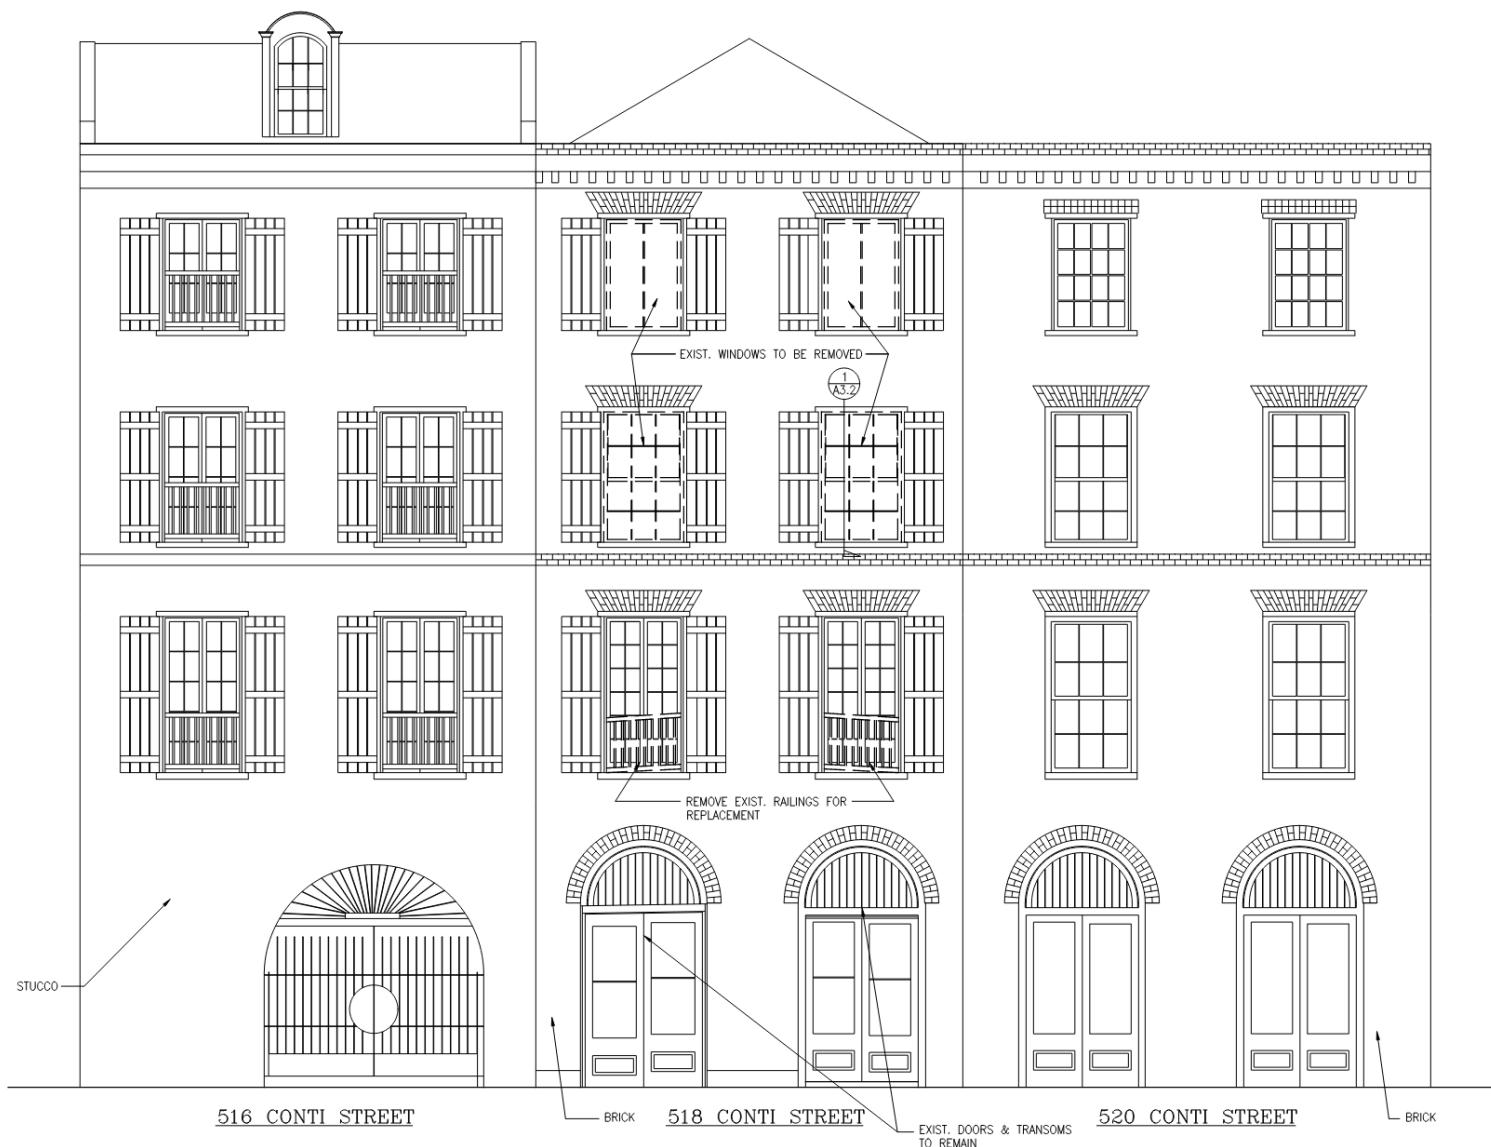 EXIST. WINDOWS TO BE REMOVED
1
A3.2
REMOVE EXIST. RAILINGS FOR
REPLACEMENT
STUCCO
516 CONTI STREET
BRICK
518 CONTI STREET
EXIST. DOORS & TRANSOMS
TO REMAIN
520 CONTI STREET
BRICK